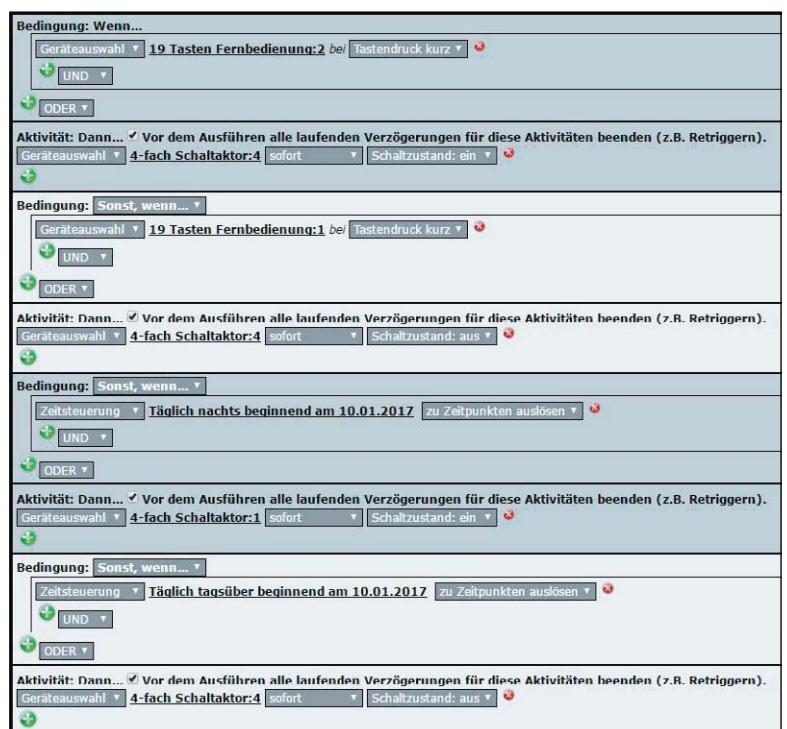 Bedingung: Wenn...
Geräteauswahl 19 Tasten Fernbedienung:2 bei Tastendruck kurz
UND
ODER
Aktivität: Dann... Vor dem Ausführen alle laufenden Verzögerungen für diese Aktivitäten beenden (z.B. Retriggern).
Geräteauswahl 4-fach Schaltaktor:4 sofort Schaltzustand: ein
Bedingung: Sonst, wenn...
Geräteauswahl 19 Tasten Fernbedienung:1 bei Tastendruck kurz
UND
ODER
Aktivität: Dann... Vor dem Ausführen alle laufenden Verzögerungen für diese Aktivitäten beenden (z.B. Retriggern).
Geräteauswahl 4-fach Schaltaktor:4 sofort Schaltzustand: aus
Bedingung: Sonst, wenn...
Zeitsteuerung Täglich nachts beginnend am 10.01.2017 zu Zeitpunkten auslösen
UND
ODER
Aktivität: Dann... Vor dem Ausführen alle laufenden Verzögerungen für diese Aktivitäten beenden (z.B. Retriggern).
Geräteauswahl 4-fach Schaltaktor:1 sofort Schaltzustand: ein
Bedingung: Sonst, wenn...
Zeitsteuerung Täglich tagsüber beginnend am 10.01.2017 zu Zeitpunkten auslösen
UND
ODER
Aktivität: Dann... Vor dem Ausführen alle laufenden Verzögerungen für diese Aktivitäten beenden (z.B. Retriggern).
Geräteauswahl 4-fach Schaltaktor:4 sofort Schaltzustand: aus